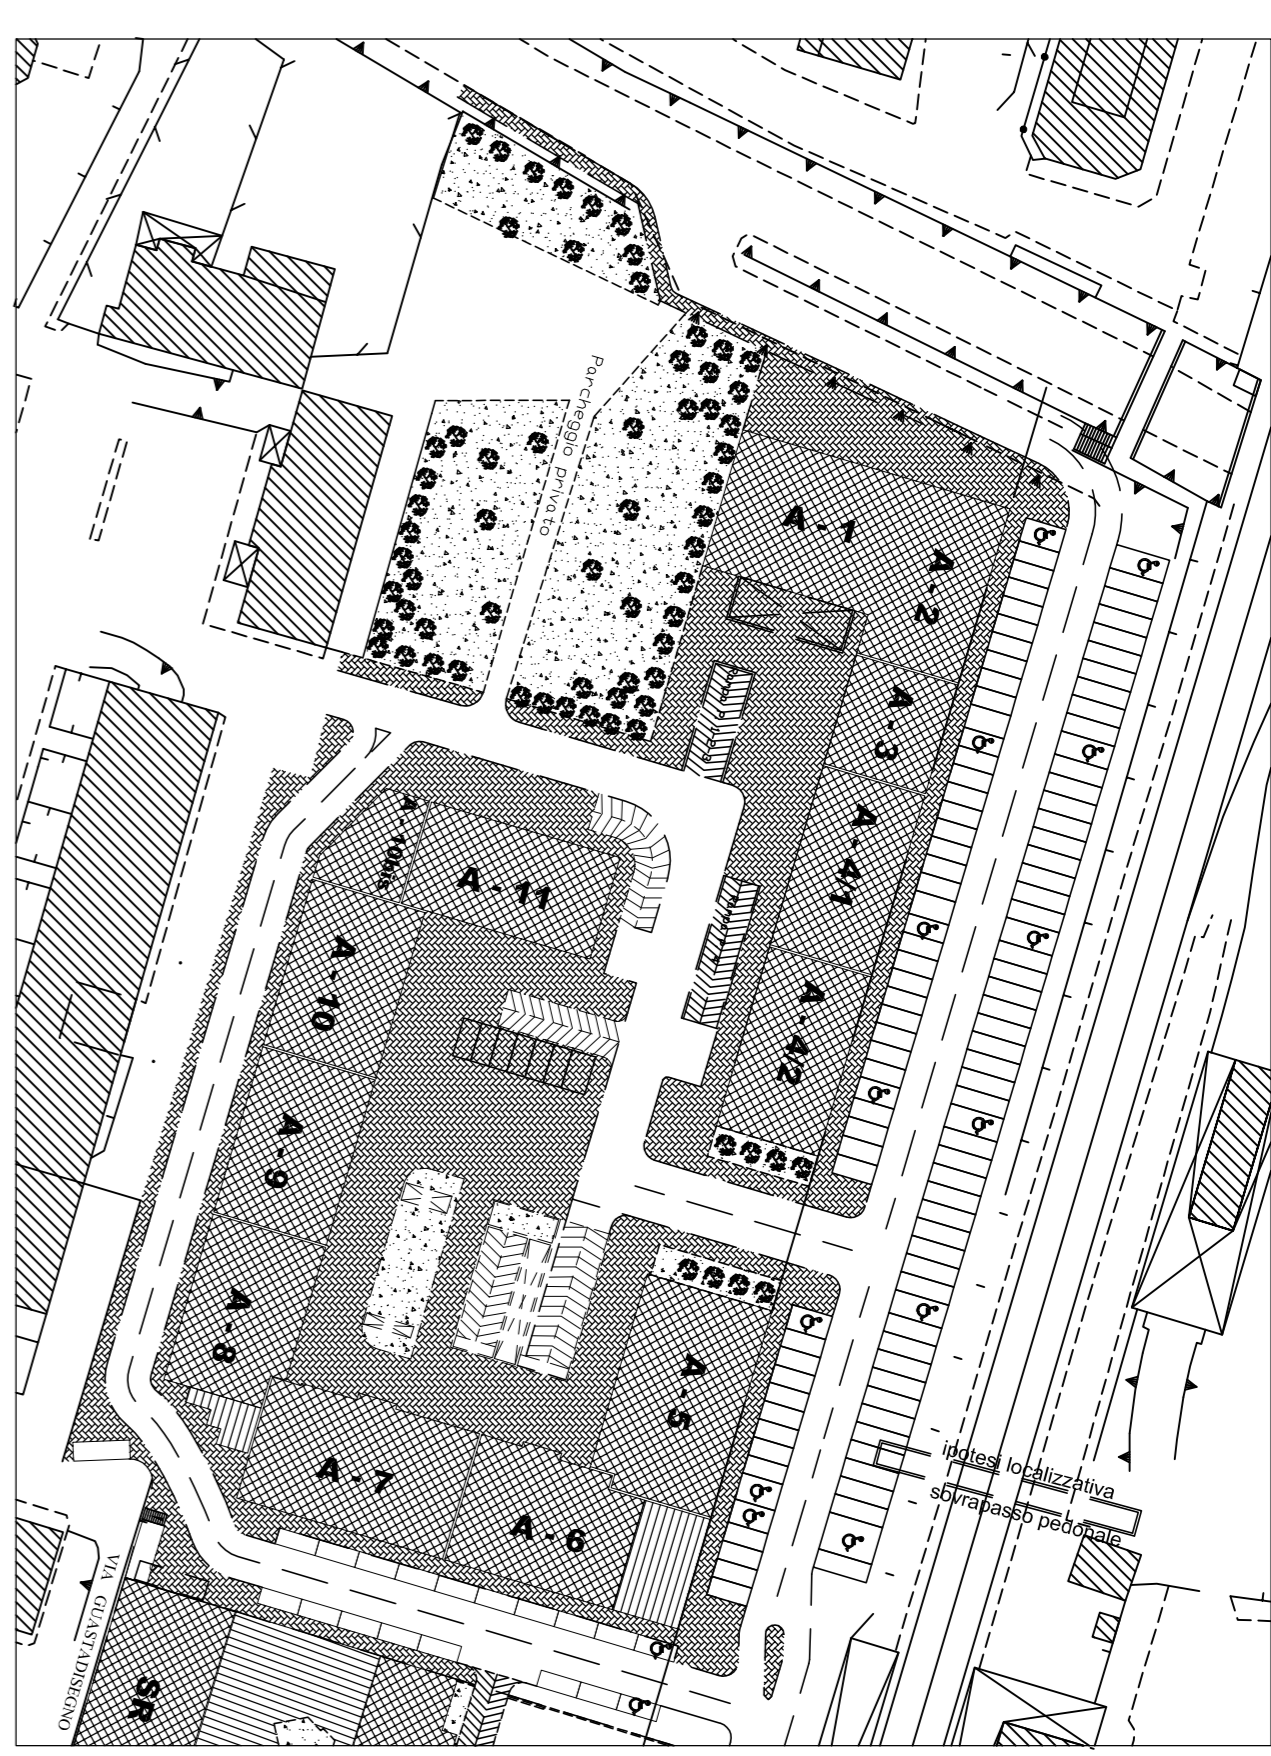 Parcheggio privato
A - 1
A - 2
A - 3
A - 4/1
A - 4/2
A - 10bis
A - 11
A - 10
A - 9
A - 8
A - 7
A - 6
A - 5
ipotesi localizzativa
sovrapasso pedonale
VIA GUASTADISEGNO
SR